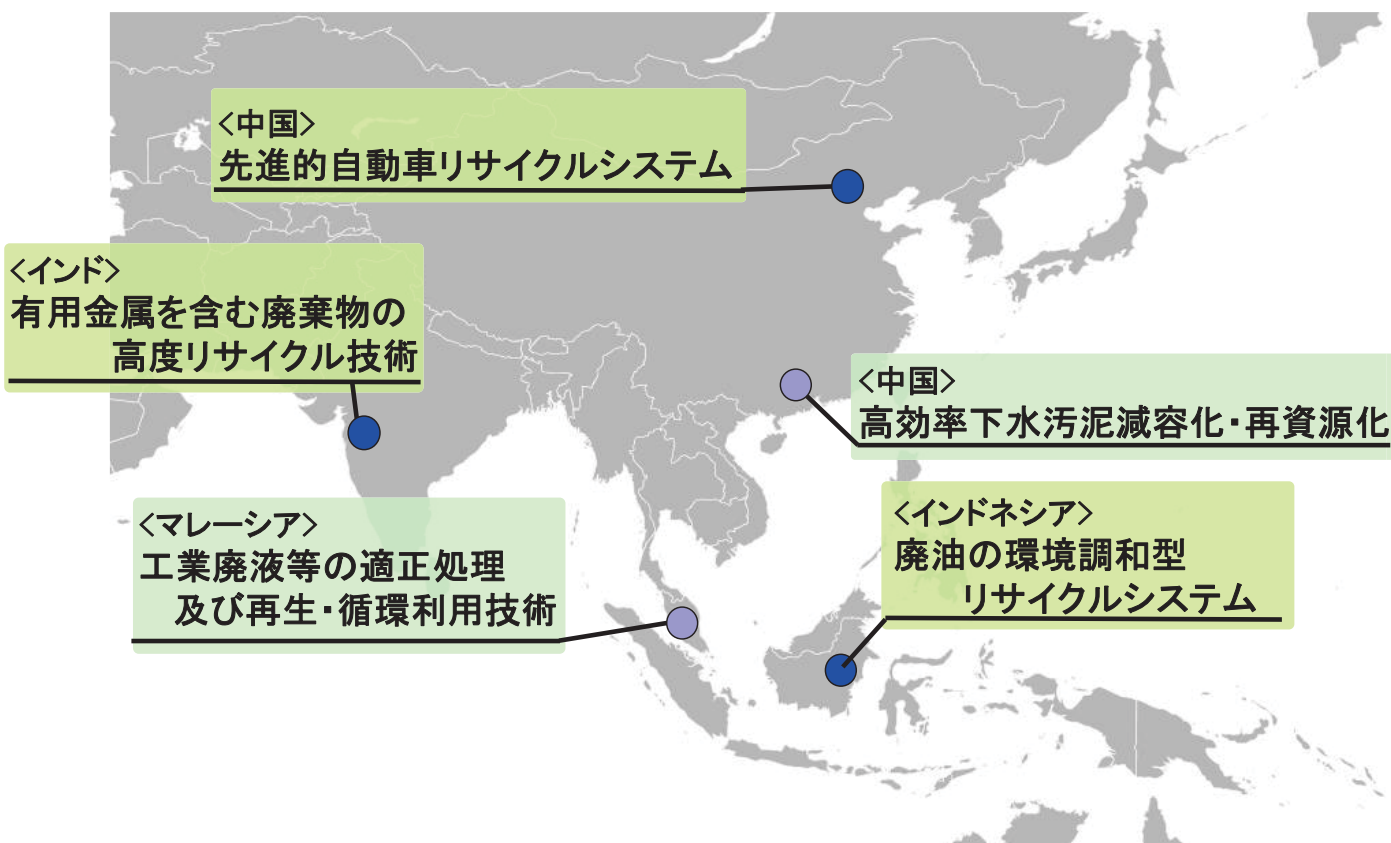 <中国>
先進的自動車リサイクルシステム
<インド>
有用金属を含む廃棄物の
高度リサイクル技術
<中国>
高効率下水汚泥減容化・再資源化
<マレーシア>
工業廃液等の適正処理
及び再生・循環利用技術
<インドネシア>
廃油の環境調和型
リサイクルシステム